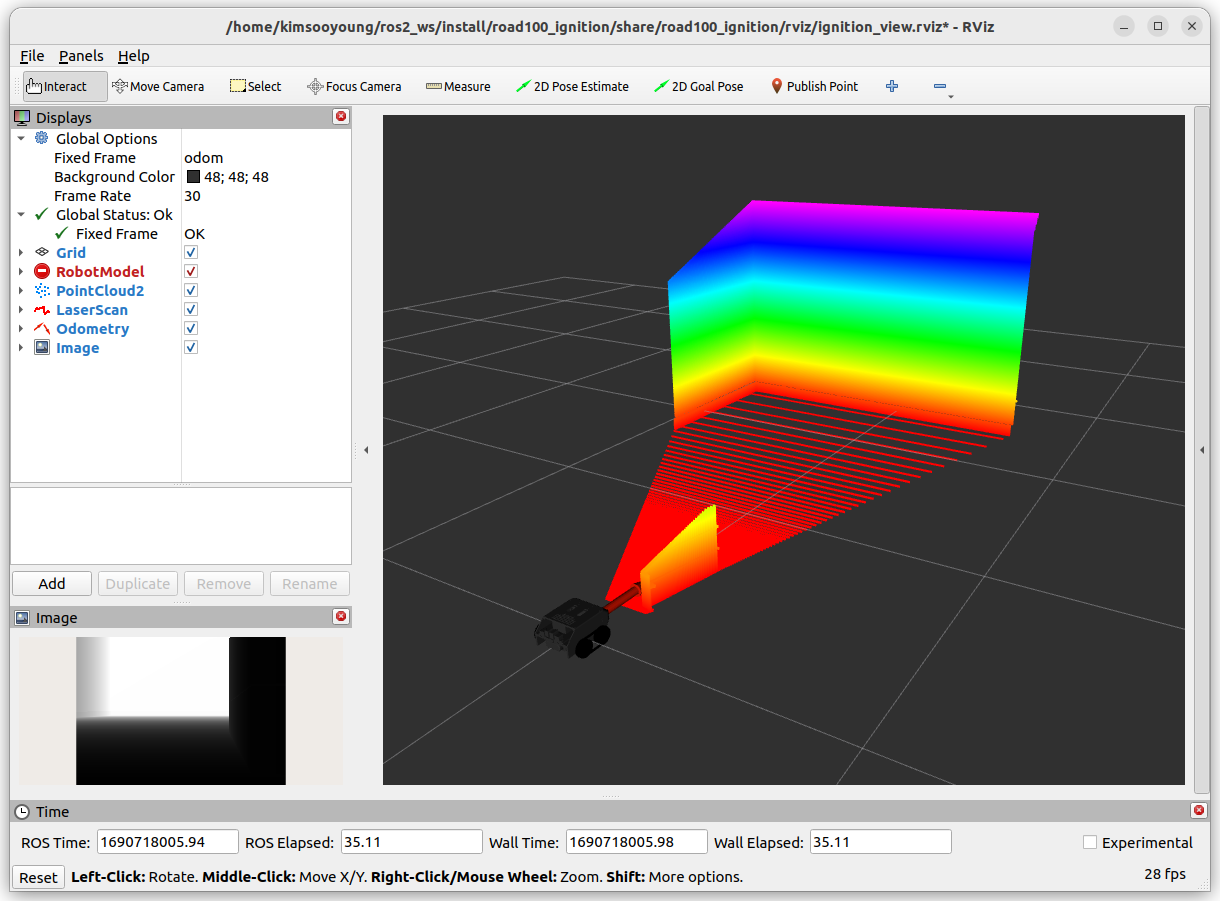 /home/kimsooyoung/ros2_ws/install/road100_ignition/share/road100_ignition/rviz/ignition_view.rviz* - RViz
File Panels Help
Interact Move Camera Select Focus Camera Measure 2D Pose Estimate 2D Goal Pose Publish Point
Displays
Global Options
Fixed Frame odom
Background Color 48; 48; 48
Frame Rate 30
Global Status: Ok
Fixed Frame OK
Grid
RobotModel
PointCloud2
LaserScan
Odometry
Image
Add Duplicate Remove Rename
Image
Time
ROS Time: 1690718005.94 ROS Elapsed: 35.11 Wall Time: 1690718005.98 Wall Elapsed: 35.11 Experimental
Reset Left-Click: Rotate. Middle-Click: Move X/Y. Right-Click/Mouse Wheel: Zoom. Shift: More options. 28 fps